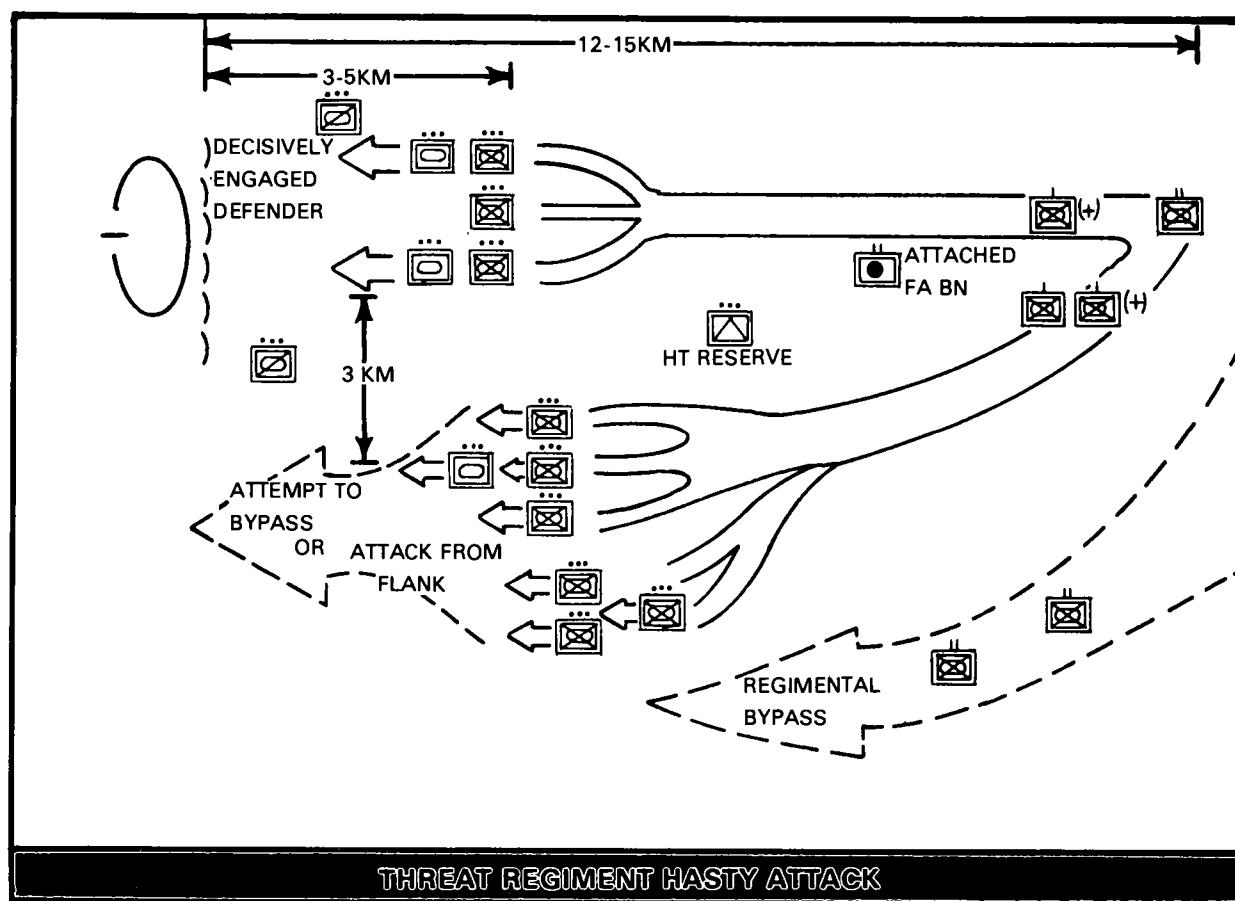 12-15KM
3-5KM
DECISIVELY
ENGAGED
DEFENDER
(+)
ATTACHED
FA BN
(+)
HT RESERVE
3 KM
ATTEMPT TO
BYPASS
OR
ATTACK FROM
FLANK
REGIMENTAL
BYPASS
THREAT REGIMENT HASTY ATTACK